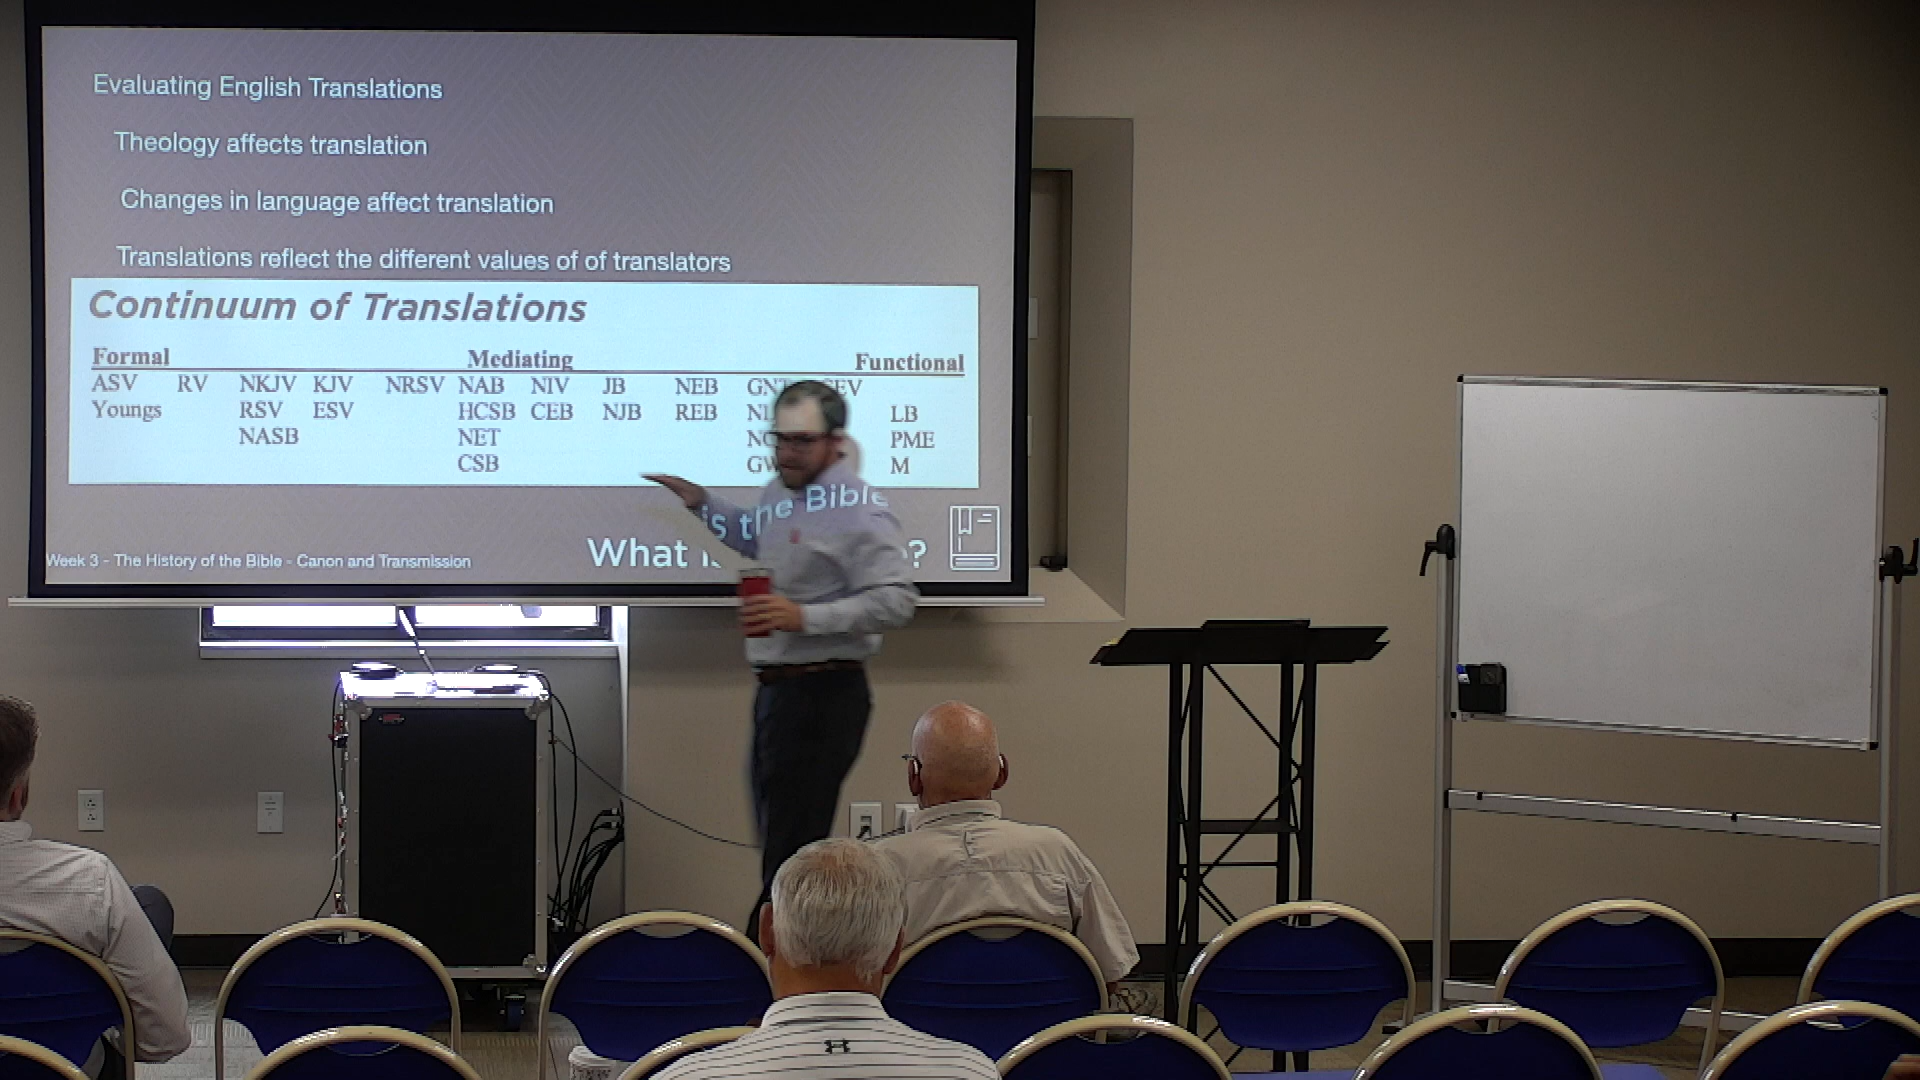 Evaluating English Translations
Theology affects translation
Changes in language affect translation
Translations reflect the different values of of translators
Continuum of Translations
Formal Mediating Functional
ASV RV NKJV KJV NRSV NAB NIV JB NEB
Youngs RSV ESV HCSB CEB NJB REB LB
NASB NET PME
CSB M
is the Bible
What ?
Week 3 - The History of the Bible - Canon and Transmission